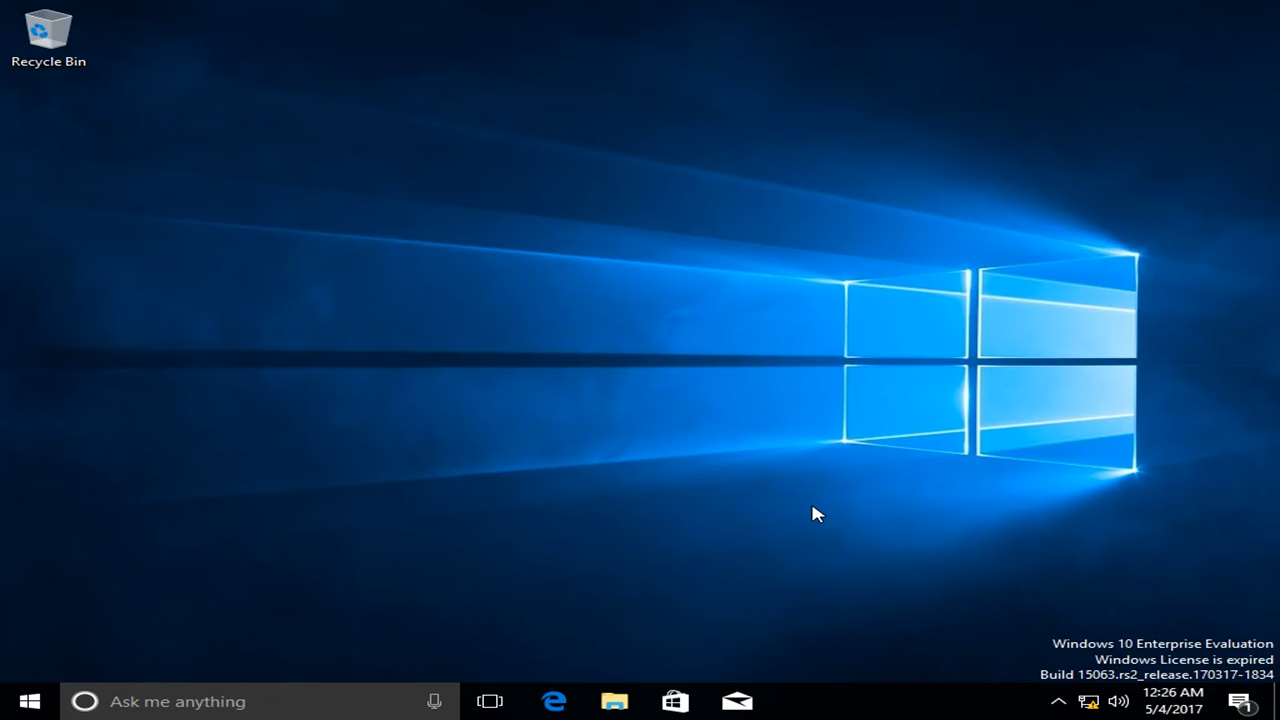 Recycle Bin
Windows 10 Enterprise Evaluation
Windows License is expired
Build 15063.rs2_release.170317-1834
Ask me anything
12:26 AM
5/4/2017
1